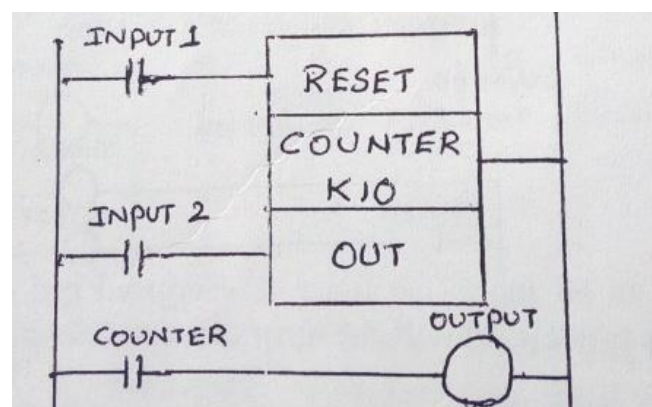 INPUT 1
RESET
COUNTER
K10
INPUT 2
OUT
COUNTER
OUTPUT